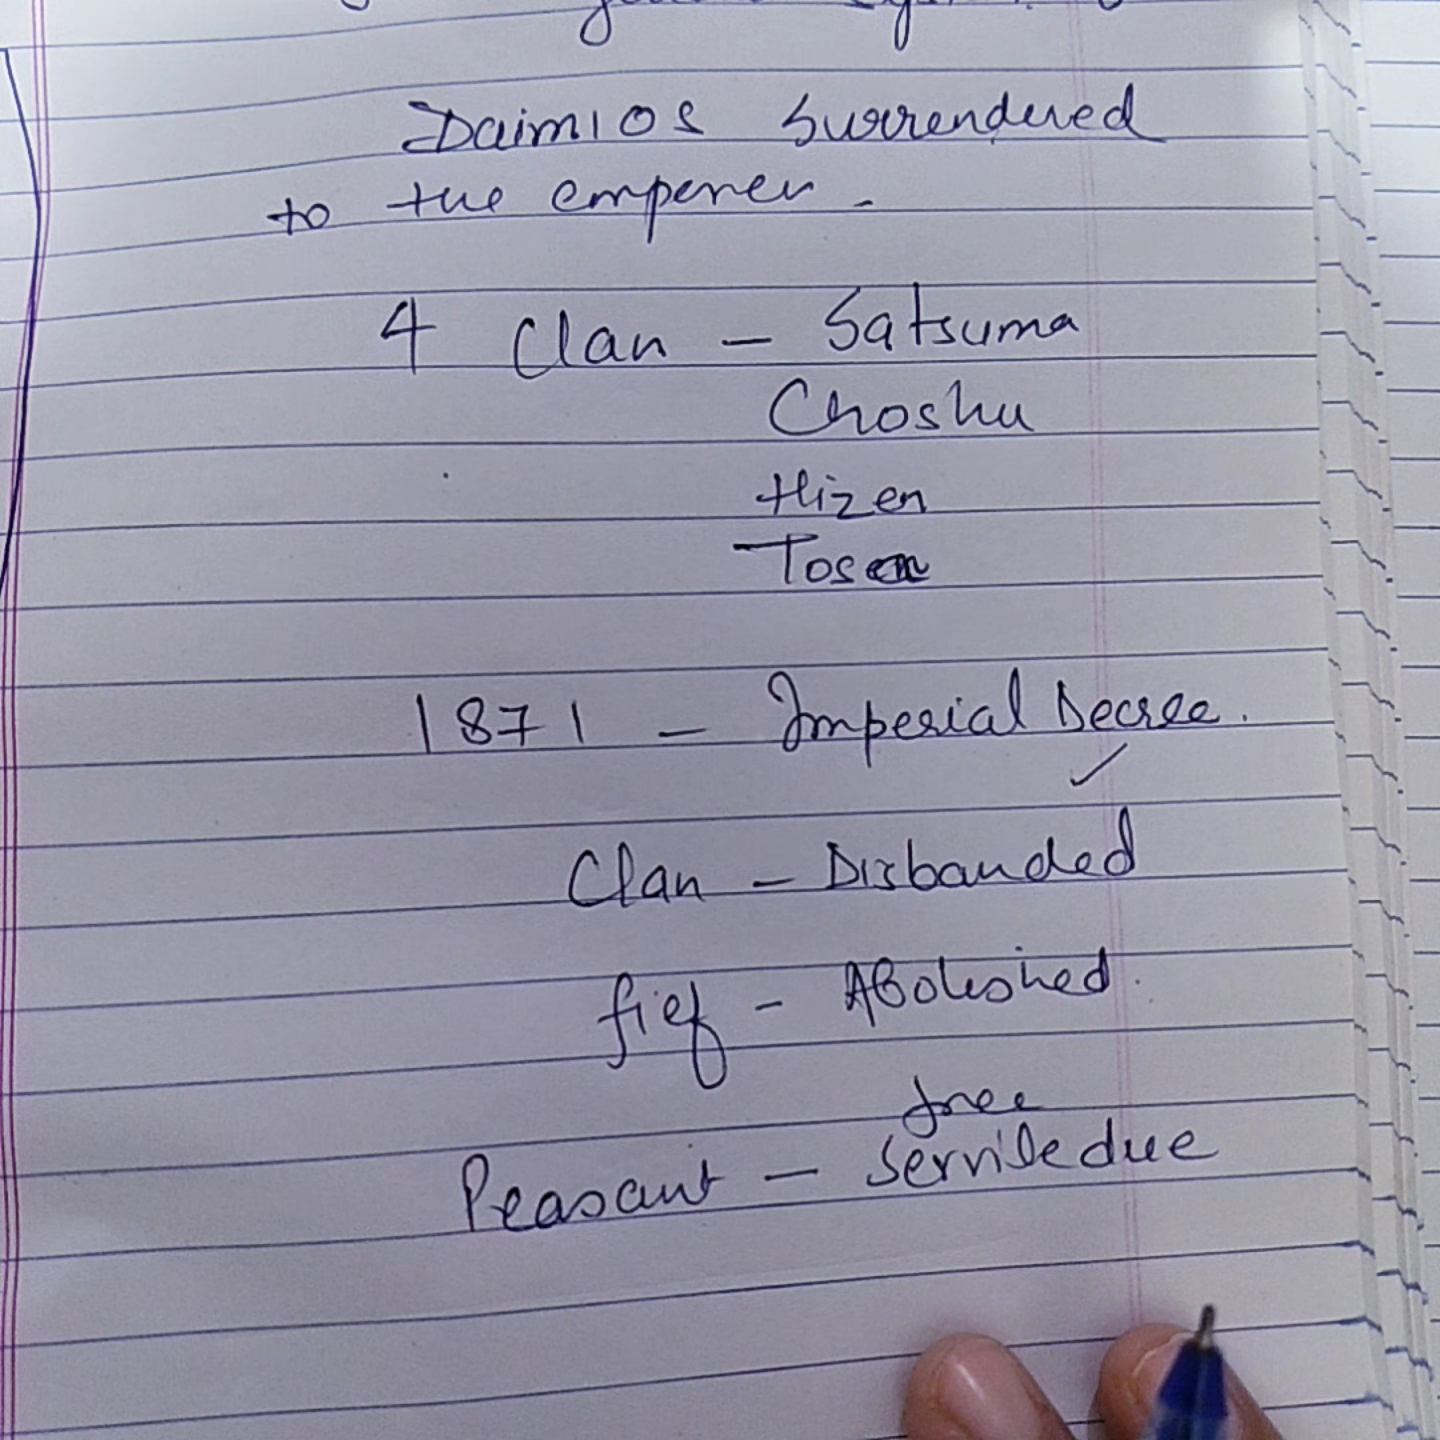 Daimios Surrendered
to the emperer.
4 Clan - Satsuma
Choshu
Hizen
1871 - Imperial Decree.
Clan - Disbanded
fief - Abolished.
free
Peasant - Servile due